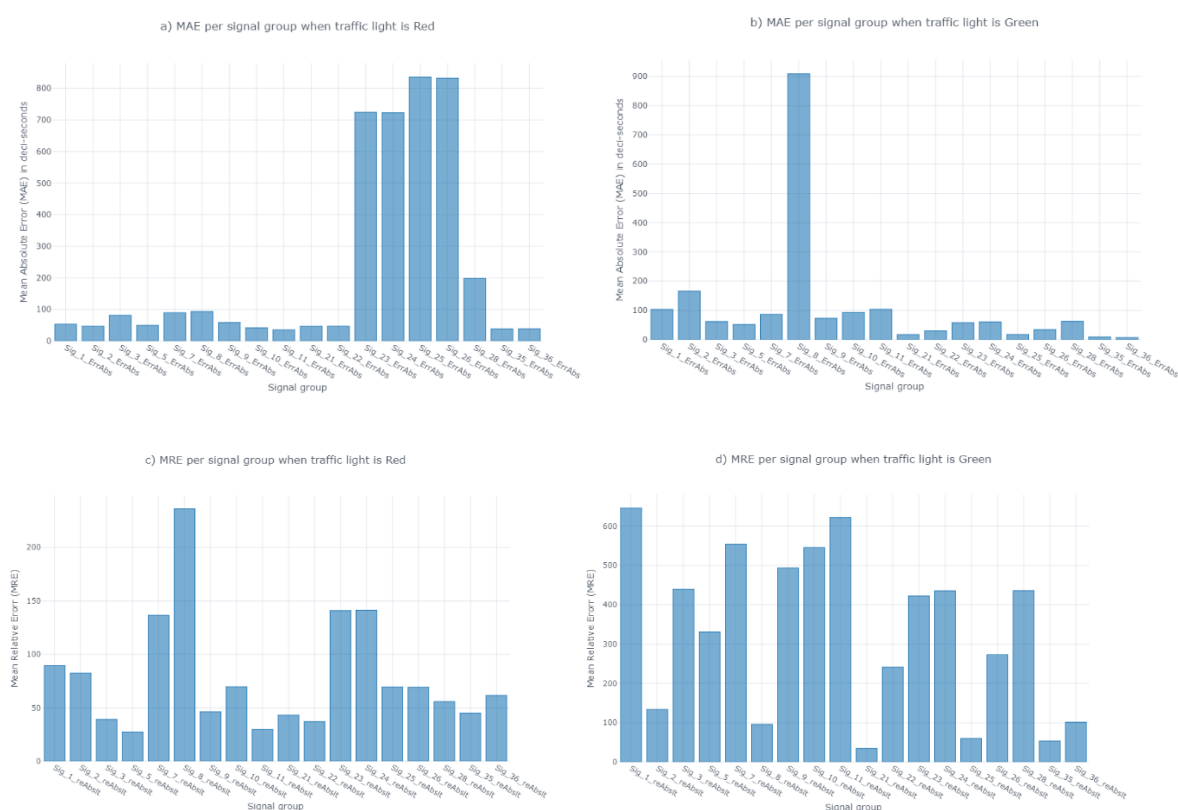 a) MAE per signal group when traffic light is Red
Mean Absolute Error (MAE) in deci-seconds
800
700
600
500
400
300
200
100
0
Sig_1_ErrAbs
Sig_2_ErrAbs
Sig_3_ErrAbs
Sig_5_ErrAbs
Sig_7_ErrAbs
Sig_8_ErrAbs
Sig_9_ErrAbs
Sig_10_ErrAbs
Sig_11_ErrAbs
Sig_21_ErrAbs
Sig_22_ErrAbs
Sig_23_ErrAbs
Sig_24_ErrAbs
Sig_25_ErrAbs
Sig_26_ErrAbs
Sig_28_ErrAbs
Sig_35_ErrAbs
Sig_36_ErrAbs
Signal group
b) MAE per signal group when traffic light is Green
Mean Absolute Error (MAE) in deci-seconds
900
800
700
600
500
400
300
200
100
0
Sig_1_ErrAbs
Sig_2_ErrAbs
Sig_3_ErrAbs
Sig_5_ErrAbs
Sig_7_ErrAbs
Sig_8_ErrAbs
Sig_9_ErrAbs
Sig_10_ErrAbs
Sig_11_ErrAbs
Sig_21_ErrAbs
Sig_22_ErrAbs
Sig_23_ErrAbs
Sig_24_ErrAbs
Sig_25_ErrAbs
Sig_26_ErrAbs
Sig_28_ErrAbs
Sig_35_ErrAbs
Sig_36_ErrAbs
Signal group
c) MRE per signal group when traffic light is Red
Mean Relative Erorr (MRE)
200
150
100
50
0
Sig_1_reAbsIt
Sig_2_reAbsIt
Sig_3_reAbsIt
Sig_5_reAbsIt
Sig_7_reAbsIt
Sig_8_reAbsIt
Sig_9_reAbsIt
Sig_10_reAbsIt
Sig_11_reAbsIt
Sig_21_reAbsIt
Sig_22_reAbsIt
Sig_23_reAbsIt
Sig_24_reAbsIt
Sig_25_reAbsIt
Sig_26_reAbsIt
Sig_28_reAbsIt
Sig_35_reAbsIt
Sig_36_reAbsIt
Signal group
d) MRE per signal group when traffic light is Green
Mean Relative Erorr (MRE)
600
500
400
300
200
100
0
Sig_1_reAbsIt
Sig_2_reAbsIt
Sig_3_reAbsIt
Sig_5_reAbsIt
Sig_7_reAbsIt
Sig_8_reAbsIt
Sig_9_reAbsIt
Sig_10_reAbsIt
Sig_11_reAbsIt
Sig_21_reAbsIt
Sig_22_reAbsIt
Sig_23_reAbsIt
Sig_24_reAbsIt
Sig_25_reAbsIt
Sig_26_reAbsIt
Sig_28_reAbsIt
Sig_35_reAbsIt
Sig_36_reAbsIt
Signal group